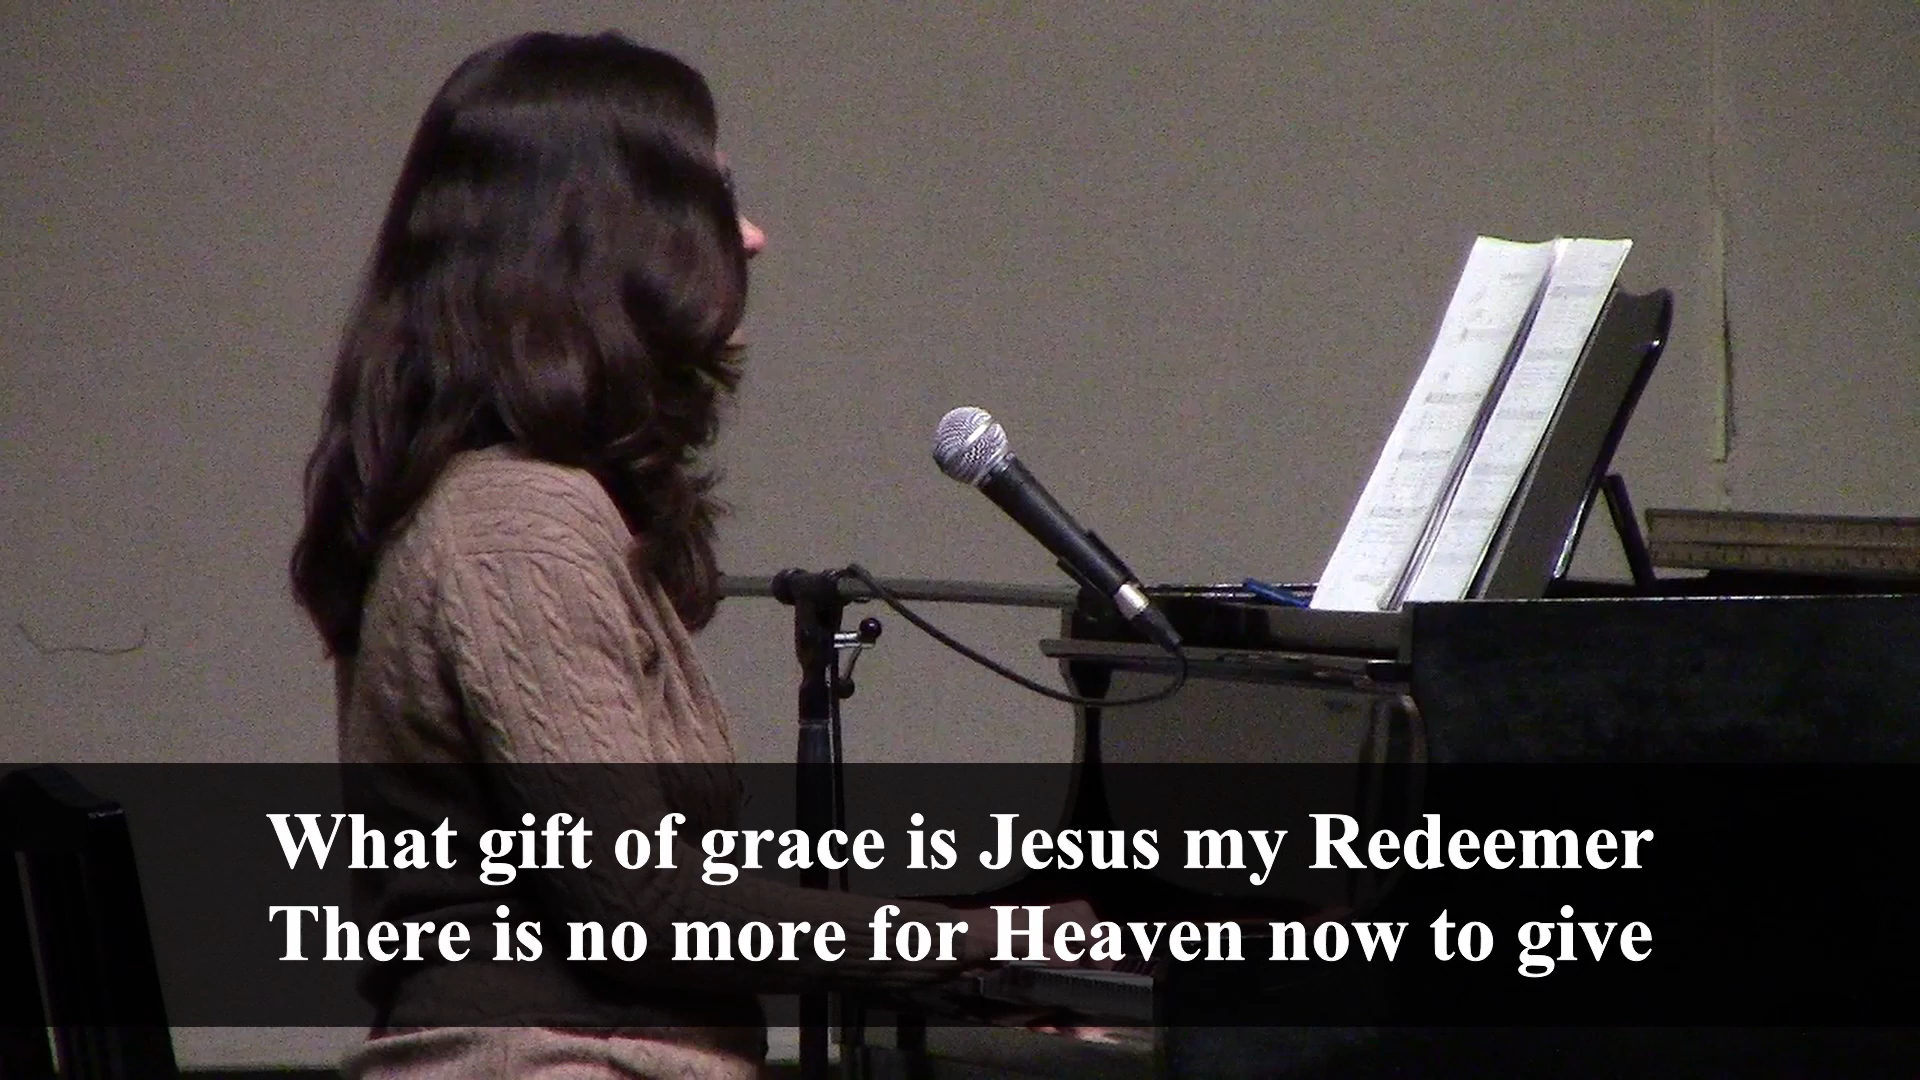 What gift of grace is Jesus my Redeemer
There is no more for Heaven now to give